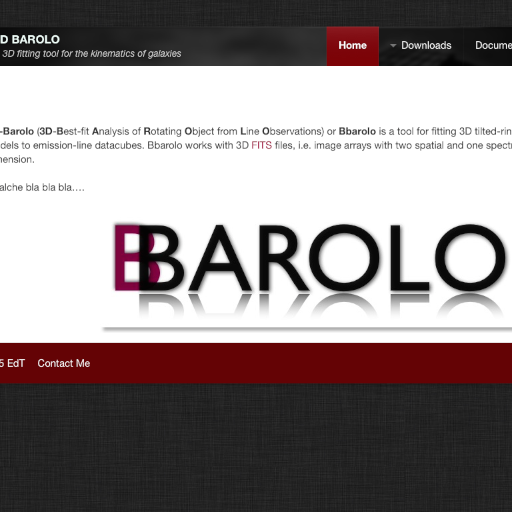 D BAROLO
Home
Downloads
Docume
3D fitting tool for the kinematics of galaxies
-Barolo (3D-Best-fit Analysis of Rotating Object from Line Observations) or Bbarolo is a tool for fitting 3D tilted-rin
dels to emission-line datacubes. Bbarolo works with 3D FITS files, i.e. image arrays with two spatial and one spect
ension.
alche bla bla bla....
BBAROLO
5 EdT Contact Me